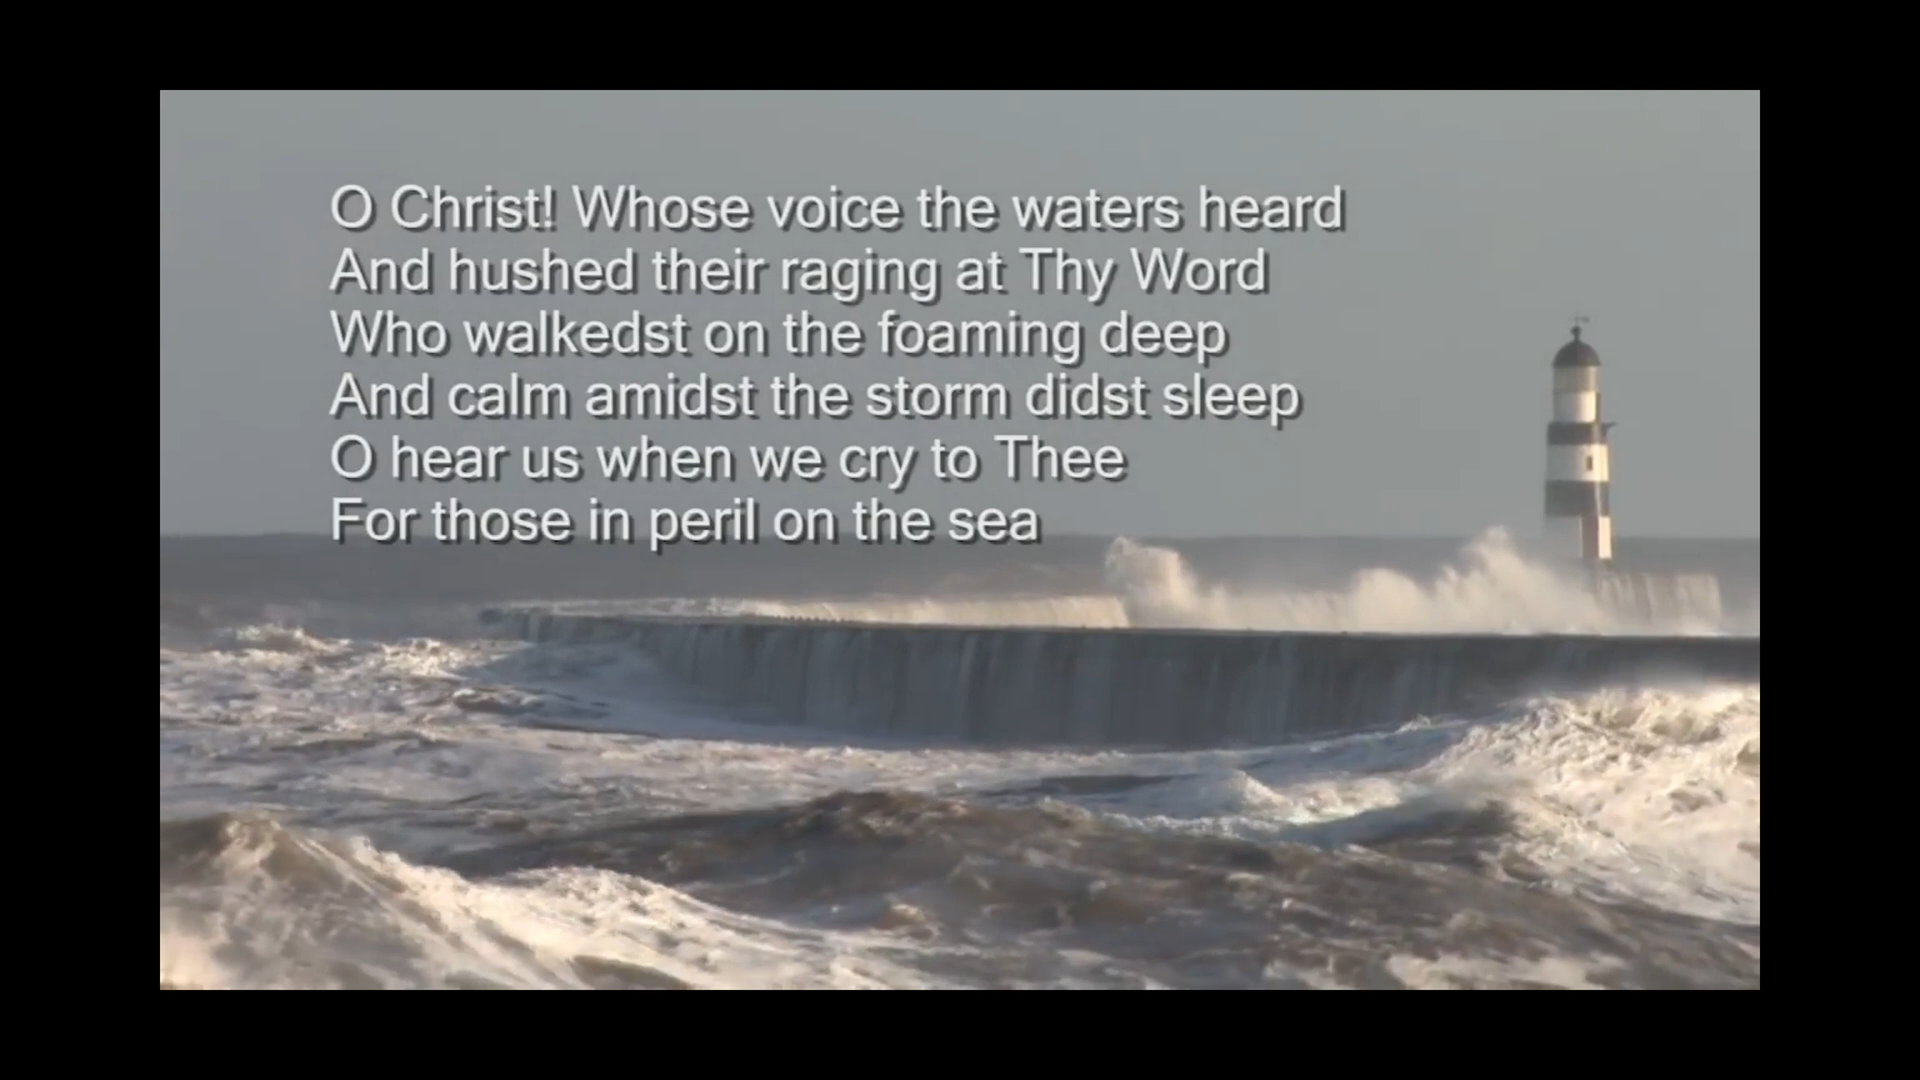 O Christ! Whose voice the waters heard
And hushed their raging at Thy Word
Who walkedst on the foaming deep
And calm amidst the storm didst sleep
O hear us when we cry to Thee
For those in peril on the sea